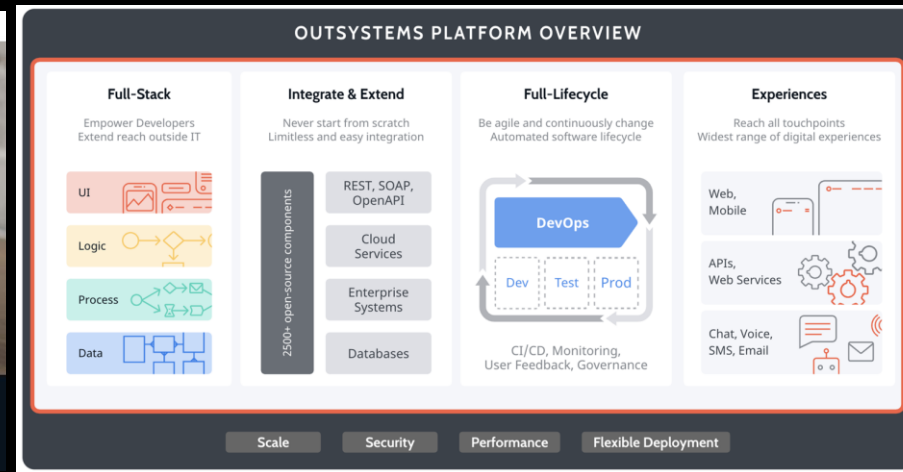 OUTSYSTEMS PLATFORM OVERVIEW
Full-Stack
Empower Developers
Extend reach outside IT
UI
Logic
Process
Data
Integrate & Extend
Never start from scratch
Limitless and easy integration
2500+ open-source components
REST, SOAP,
OpenAPI
Cloud
Services
Enterprise
Systems
Databases
Full-Lifecycle
Be agile and continuously change
Automated software lifecycle
DevOps
Dev
Test
Prod
CI/CD, Monitoring,
User Feedback, Governance
Experiences
Reach all touchpoints
Widest range of digital experiences
Web,
Mobile
APIs,
Web Services
Chat, Voice,
SMS, Email
Scale
Security
Performance
Flexible Deployment